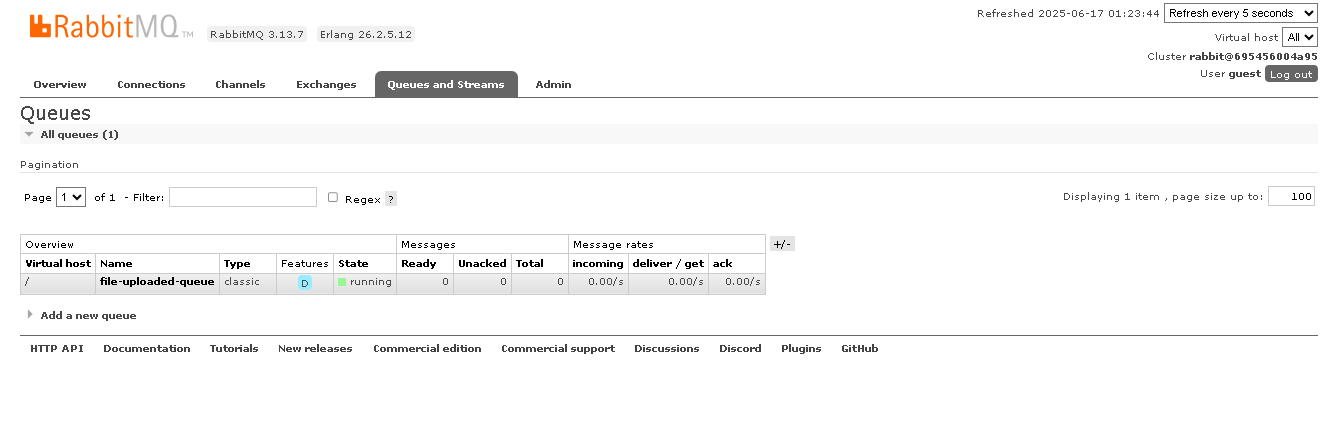 RabbitMQ TM
RabbitMQ 3.13.7 Erlang 26.2.5.12
Refreshed 2025-06-17 01:23:44 Refresh every 5 seconds
Virtual host All
Cluster rabbit@695456004a95
User guest Log out
Overview Connections Channels Exchanges Queues and Streams Admin
Queues
All queues (1)
Pagination
Page 1 of 1 - Filter: Regex ? Displaying 1 item , page size up to: 100
Overview Messages Message rates +/-
Virtual host Name Type Features State Ready Unacked Total incoming deliver / get ack
/ file-uploaded-queue classic D running 0 0 0 0.00/s 0.00/s 0.00/s
Add a new queue
HTTP API Documentation Tutorials New releases Commercial edition Commercial support Discussions Discord Plugins GitHub